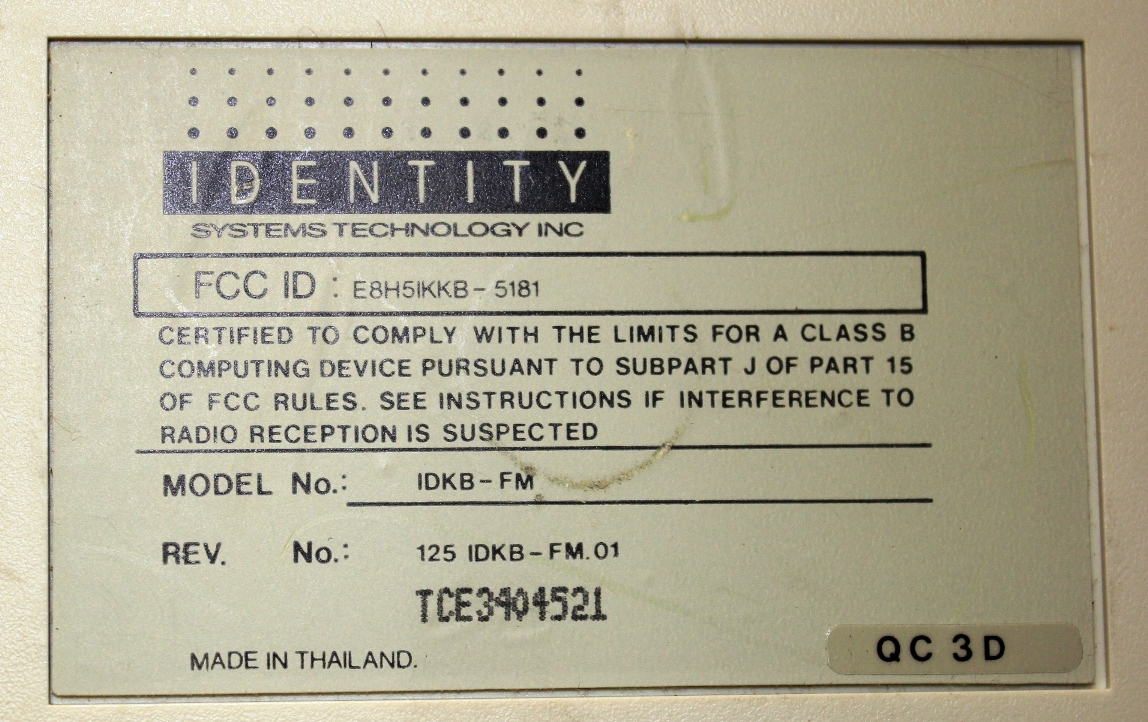 IDENTITY
SYSTEMS TECHNOLOGY INC
FCC ID : E8H5IKKB - 5181
CERTIFIED TO COMPLY WITH THE LIMITS FOR A CLASS B
COMPUTING DEVICE PURSUANT TO SUBPART J OF PART 15
OF FCC RULES. SEE INSTRUCTIONS IF INTERFERENCE TO
RADIO RECEPTION IS SUSPECTED
MODEL No.: IDKB - FM
REV. No.: 125 IDKB - FM.01
TCE3404521
MADE IN THAILAND.
QC 3D